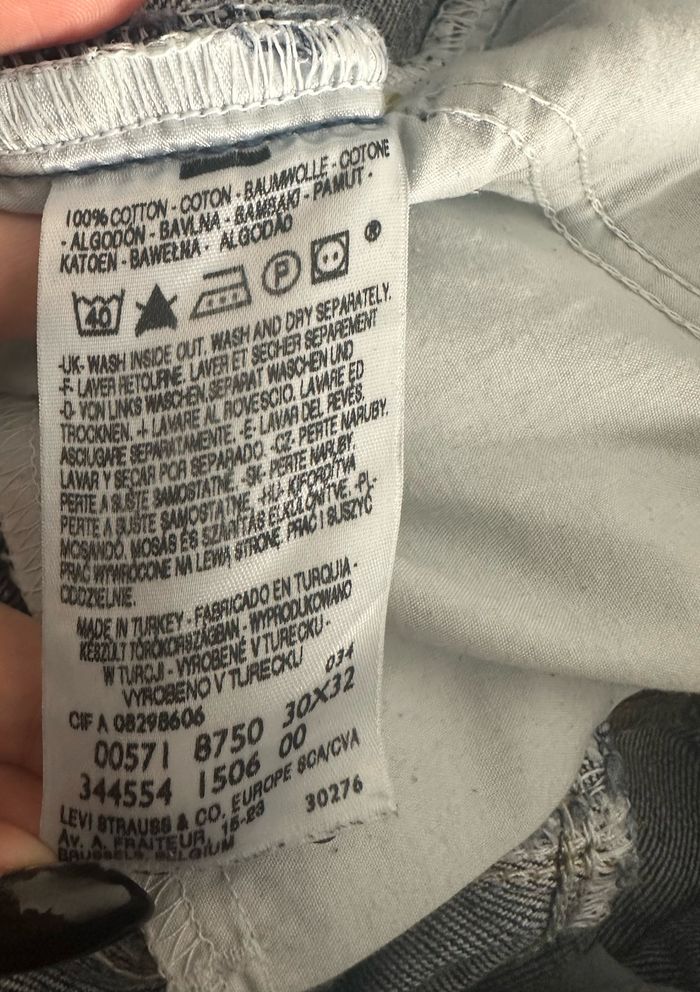 100% COTTON - COTON - BAUMWOLLE - COTONE
- ALGODÓN - BAVLNA - BAMBAKI - PAMUT -
KATOEN - BAWEŁNA - ALGODÃO
®
40 P
-UK- WASH INSIDE OUT. WASH AND DRY SEPARATELY.
-F- LAVER RETOURNE. LAVER ET SECHER SEPAREMENT
-D- VON LINKS WASCHEN, SEPARAT WASCHEN UND
TROCKNEN. -I- LAVARE AL ROVESCIO. LAVARE ED
ASCIUGARE SEPARATAMENTE. -E- LAVAR DEL REVES.
LAVAR Y SECAR POR SEPARADO. -CZ- PERTE NARUBY.
PERTE A SUŠTE SAMOSTATNE. -SK- PERTE NARUBY.
PERTE A SUŠTE SAMOSTATNE. -HU- KIFORDÍTVA
MOSANDÓ. MOSÁS ÉS SZÁRÍTÁS ELKÜLÖNÍTVE. -PL-
PRAĆ WYWRÓCONE NA LEWĄ STRONĘ, PRAĆ I SUSZYĆ
ODDZIELNIE.
MADE IN TURKEY - FABRICADO EN TURQUIA -
KÉSZÜLT TÖRÖKORSZÁGBAN - WYPRODUKOWANO
W TURCJI - VYROBENÉ V TURECKU -
VYROBENO V TURECKU 034
CIF A 08298606
00571 8750 30X32
344554 1506 00
LEVI STRAUSS & CO. EUROPE SCA/CVA
Av. A. FRAITEUR, 15-23 30276
BRUSSELS, BELGIUM